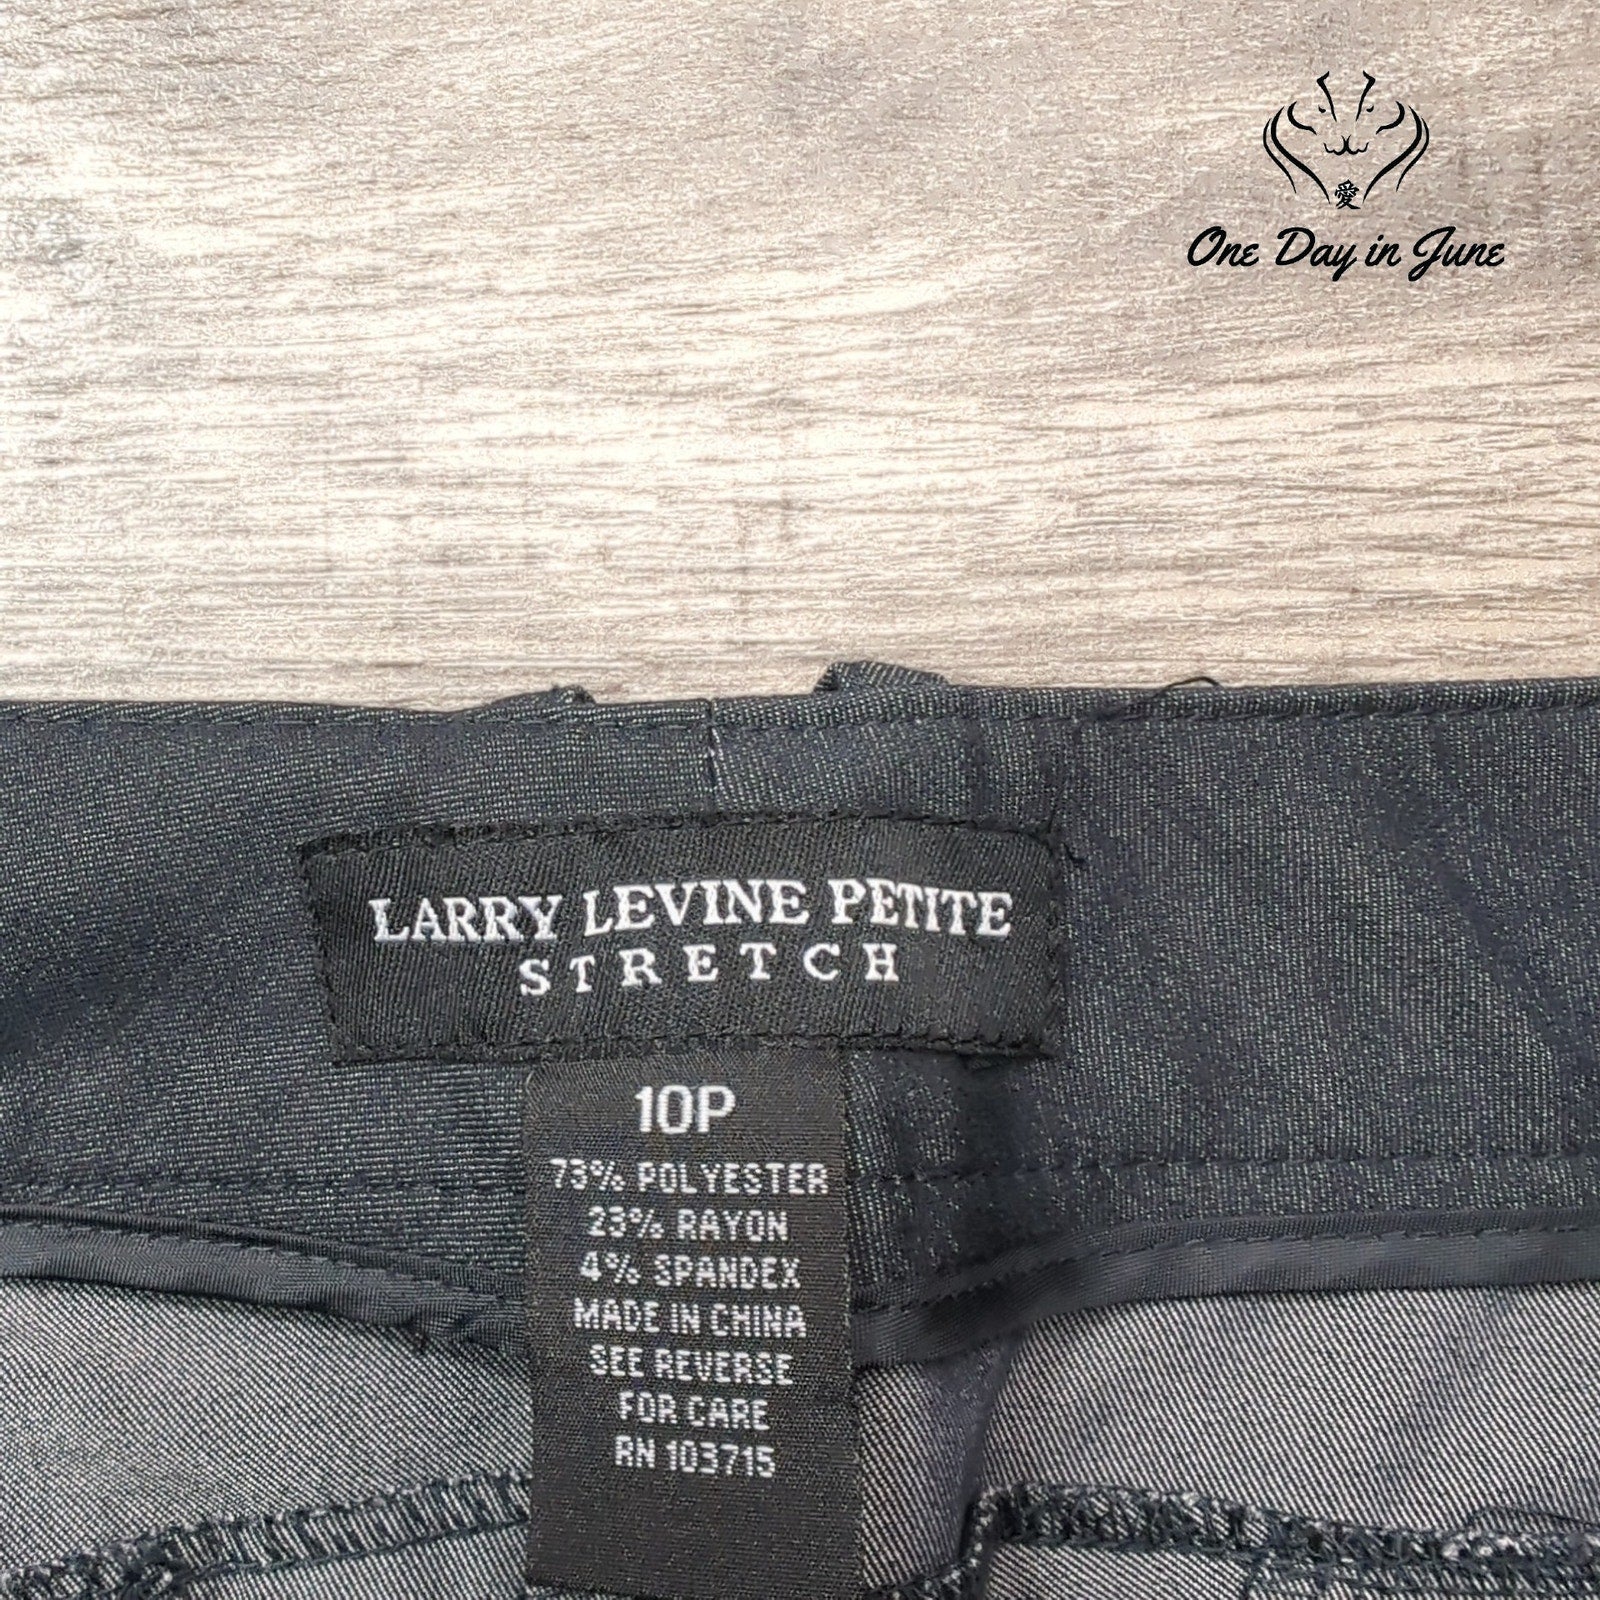 愛
One Day in June
LARRY LEVINE PETITE
STRETCH
10P
73% POLYESTER
23% RAYON
4% SPANDEX
MADE IN CHINA
SEE REVERSE
FOR CARE
RN 103715